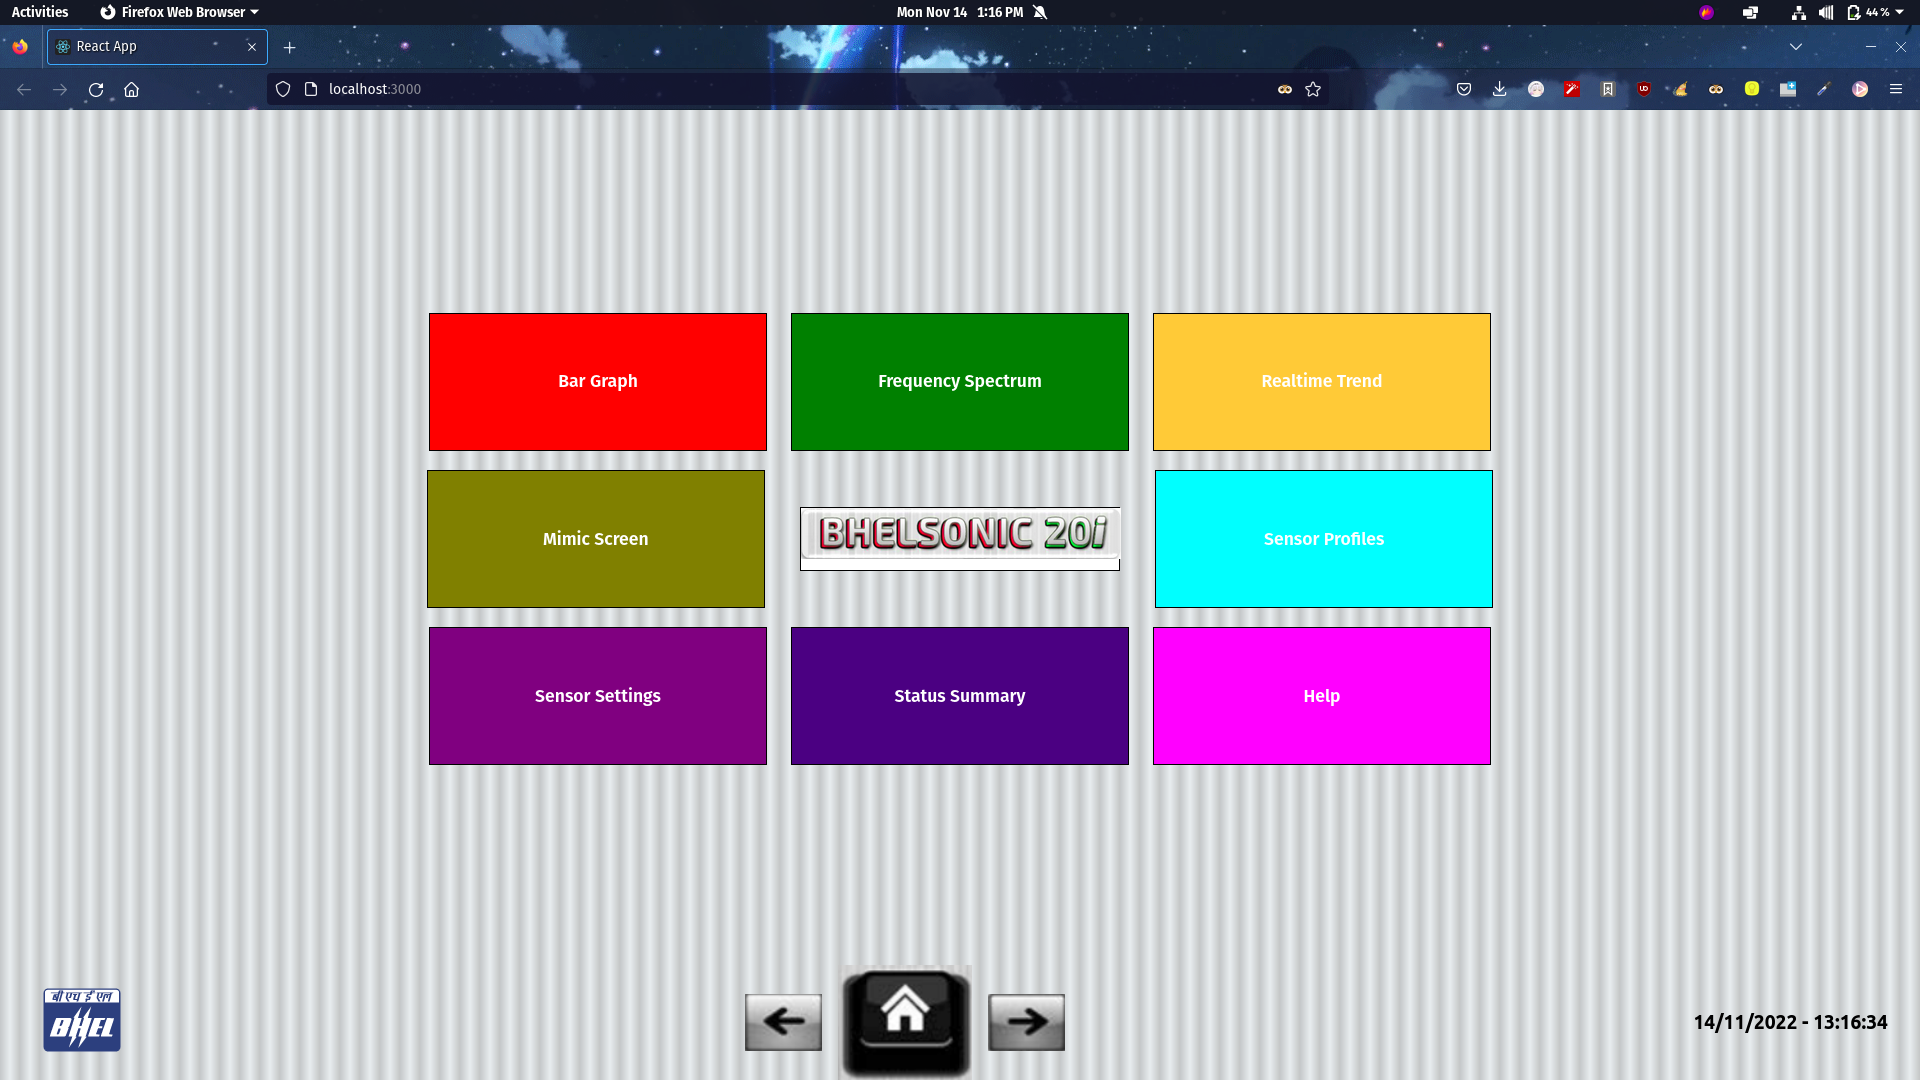 Activities
Firefox Web Browser
Mon Nov 14 1:16 PM
44 %
React App
localhost:3000
UD
Bar Graph
Frequency Spectrum
Realtime Trend
Mimic Screen
BHELSONIC 20i
Sensor Profiles
Sensor Settings
Status Summary
Help
बी एच ई एल
BHEL
14/11/2022 - 13:16:34